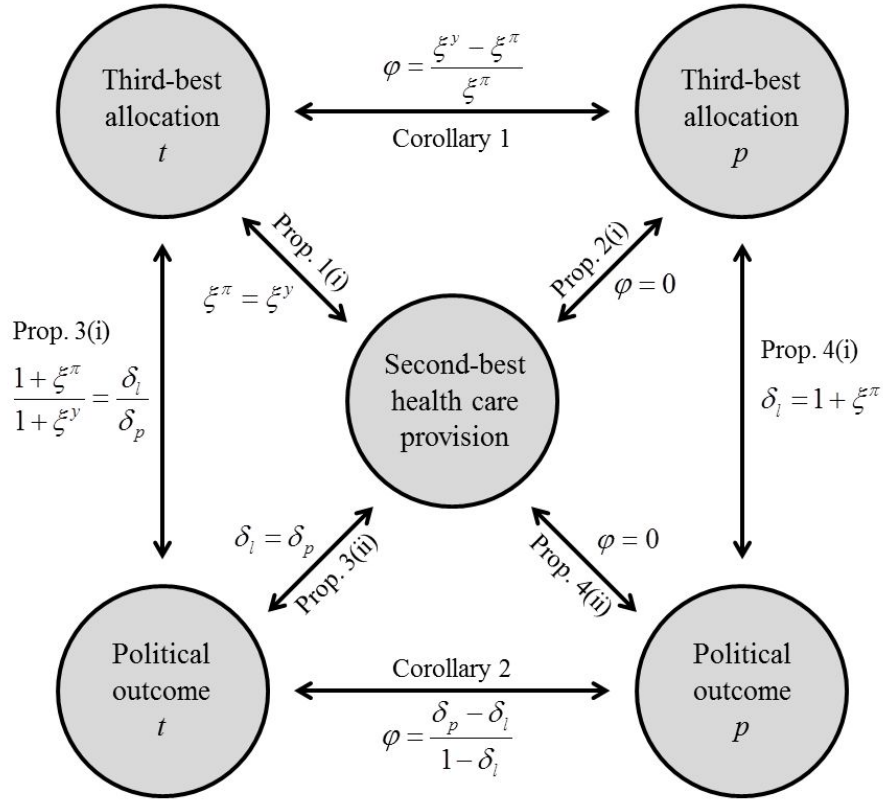 Third-best
allocation
t
φ = (ξ^y − ξ^π) / ξ^π
Corollary 1
Third-best
allocation
p
Prop. 1(i)
ξ^π = ξ^y
Prop. 2(i)
φ = 0
Prop. 3(i)
(1 + ξ^π) / (1 + ξ^y) = δ_l / δ_p
Second-best
health care
provision
Prop. 4(i)
δ_l = 1 + ξ^π
δ_l = δ_p
Prop. 3(ii)
φ = 0
Prop. 4(ii)
Political
outcome
t
Corollary 2
φ = (δ_p − δ_l) / (1 − δ_l)
Political
outcome
p